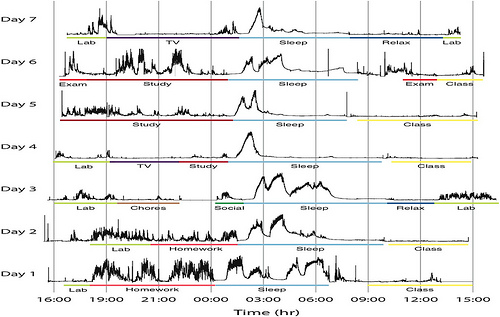 Day 7
Lab TV Sleep Relax Lab
Day 6
Exam Study Sleep Exam Class
Day 5
Study Sleep Class
Day 4
Lab TV Study Sleep Class
Day 3
Lab Chores Social Sleep Relax Lab
Day 2
Lab Homework Sleep Class
Day 1
Lab Homework Sleep Class
16:00 18:00 21:00 00:00 03:00 06:00 09:00 12:00 15:00
Time (hr)